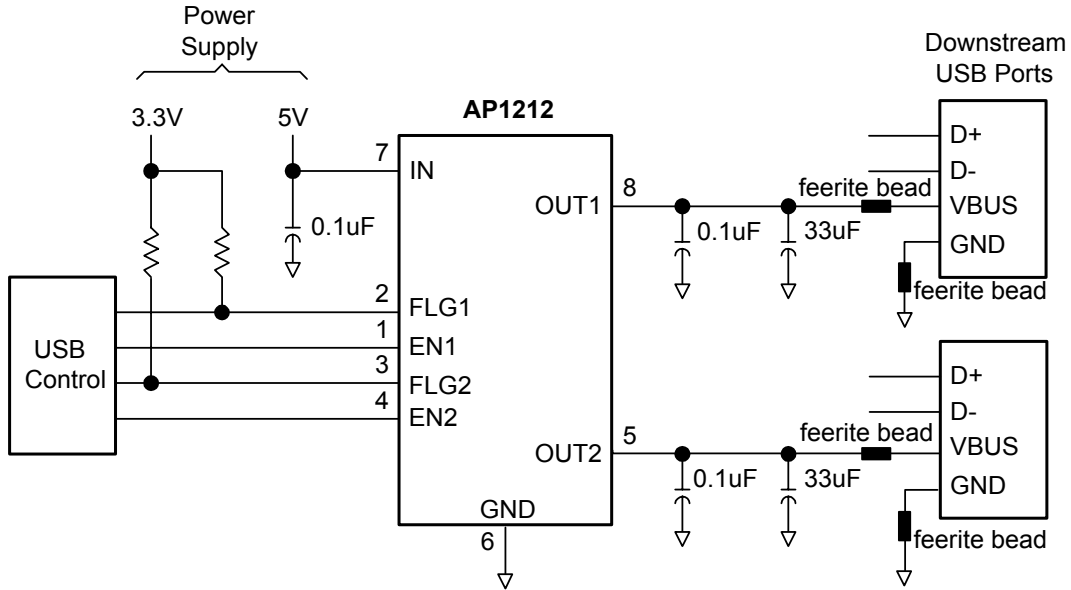 Power
Supply
3.3V
5V
0.1uF
AP1212
7
IN
2
FLG1
1
EN1
3
FLG2
4
EN2
GND
6
OUT1
8
OUT2
5
USB
Control
0.1uF
33uF
feerite bead
0.1uF
33uF
feerite bead
Downstream
USB Ports
D+
D-
VBUS
GND
feerite bead
D+
D-
VBUS
GND
feerite bead